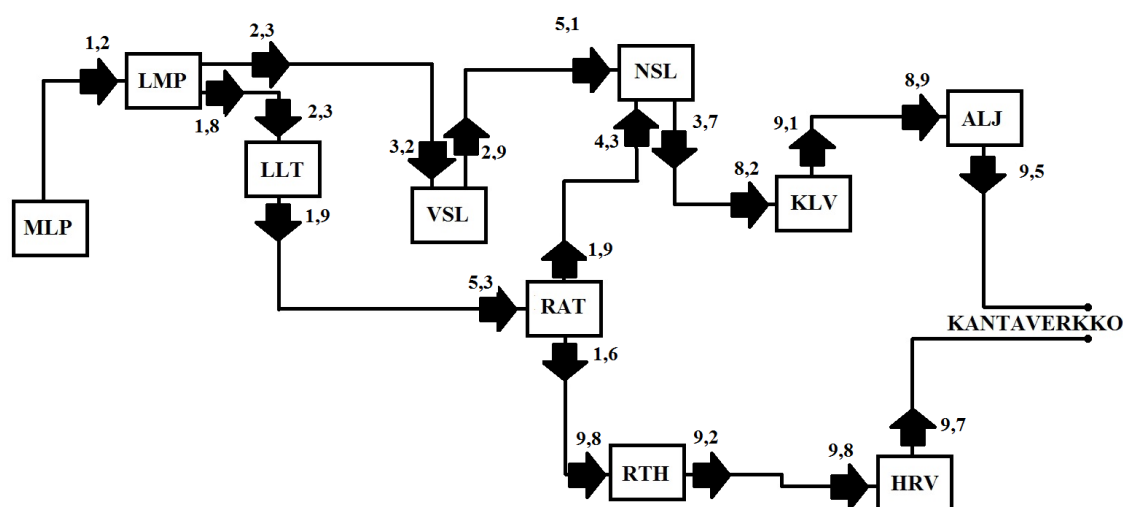 5,1
1,2
2,3
LMP
NSL
8,9
ALJ
1,8
2,3
4,3
3,7
9,1
3,2
2,9
LLT
8,2
9,5
KLV
VSL
1,9
MLP
1,9
5,3
RAT
KANTAVERKKO
1,6
9,8
9,2
9,8
9,7
RTH
HRV